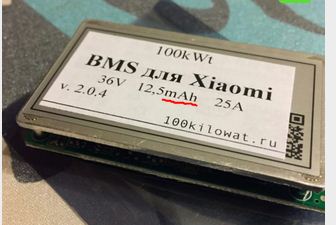 100kWt
BMS для Xiaomi
36V 12,5mAh 25A
v. 2.0.4
100kilowat.ru